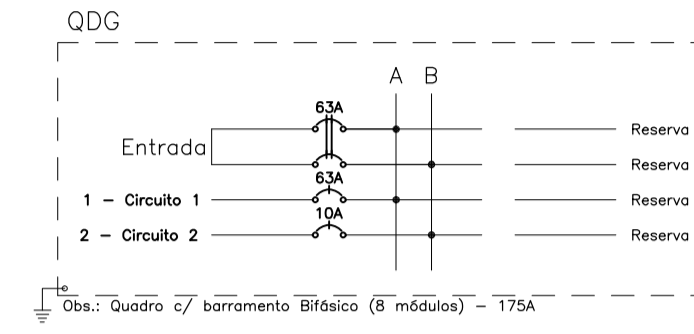 QDG
A B
63A
Reserva
Entrada
Reserva
63A
1 - Circuito 1
Reserva
10A
2 - Circuito 2
Reserva
Obs.: Quadro c/ barramento Bifásico (8 módulos) - 175A